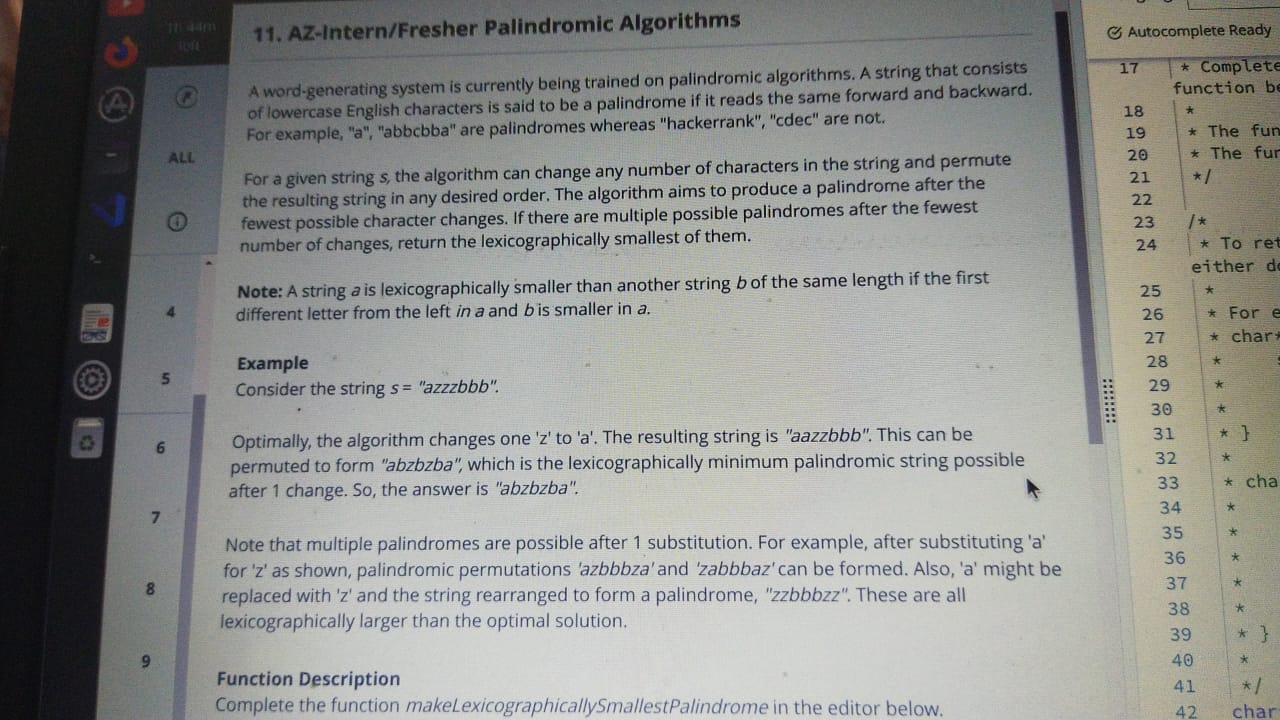 1h 44m
left
ALL
4
5
6
7
8
9
11. AZ-Intern/Fresher Palindromic Algorithms
A word-generating system is currently being trained on palindromic algorithms. A string that consists
of lowercase English characters is said to be a palindrome if it reads the same forward and backward.
For example, "a", "abbcbba" are palindromes whereas "hackerrank", "cdec" are not.
For a given string s, the algorithm can change any number of characters in the string and permute
the resulting string in any desired order. The algorithm aims to produce a palindrome after the
fewest possible character changes. If there are multiple possible palindromes after the fewest
number of changes, return the lexicographically smallest of them.
Note: A string a is lexicographically smaller than another string b of the same length if the first
different letter from the left in a and b is smaller in a.
Example
Consider the string s = "azzzbbb".
Optimally, the algorithm changes one 'z' to 'a'. The resulting string is "aazzbbb". This can be
permuted to form "abzbzba", which is the lexicographically minimum palindromic string possible
after 1 change. So, the answer is "abzbzba".
Note that multiple palindromes are possible after 1 substitution. For example, after substituting 'a'
for 'z' as shown, palindromic permutations 'azbbbza' and 'zabbbaz' can be formed. Also, 'a' might be
replaced with 'z' and the string rearranged to form a palindrome, "zzbbbzz". These are all
lexicographically larger than the optimal solution.
Function Description
Complete the function makeLexicographicallySmallestPalindrome in the editor below.
Autocomplete Ready
17 * Complete
function be
18 *
19 * The fun
20 * The fun
21 */
22
23 /*
24 * To ret
either de
25 *
26 * For e
27 * char*
28 *
29 *
30 *
31 * }
32 *
33 * cha
34 *
35 *
36 *
37 *
38 *
39 * }
40 *
41 */
42 char